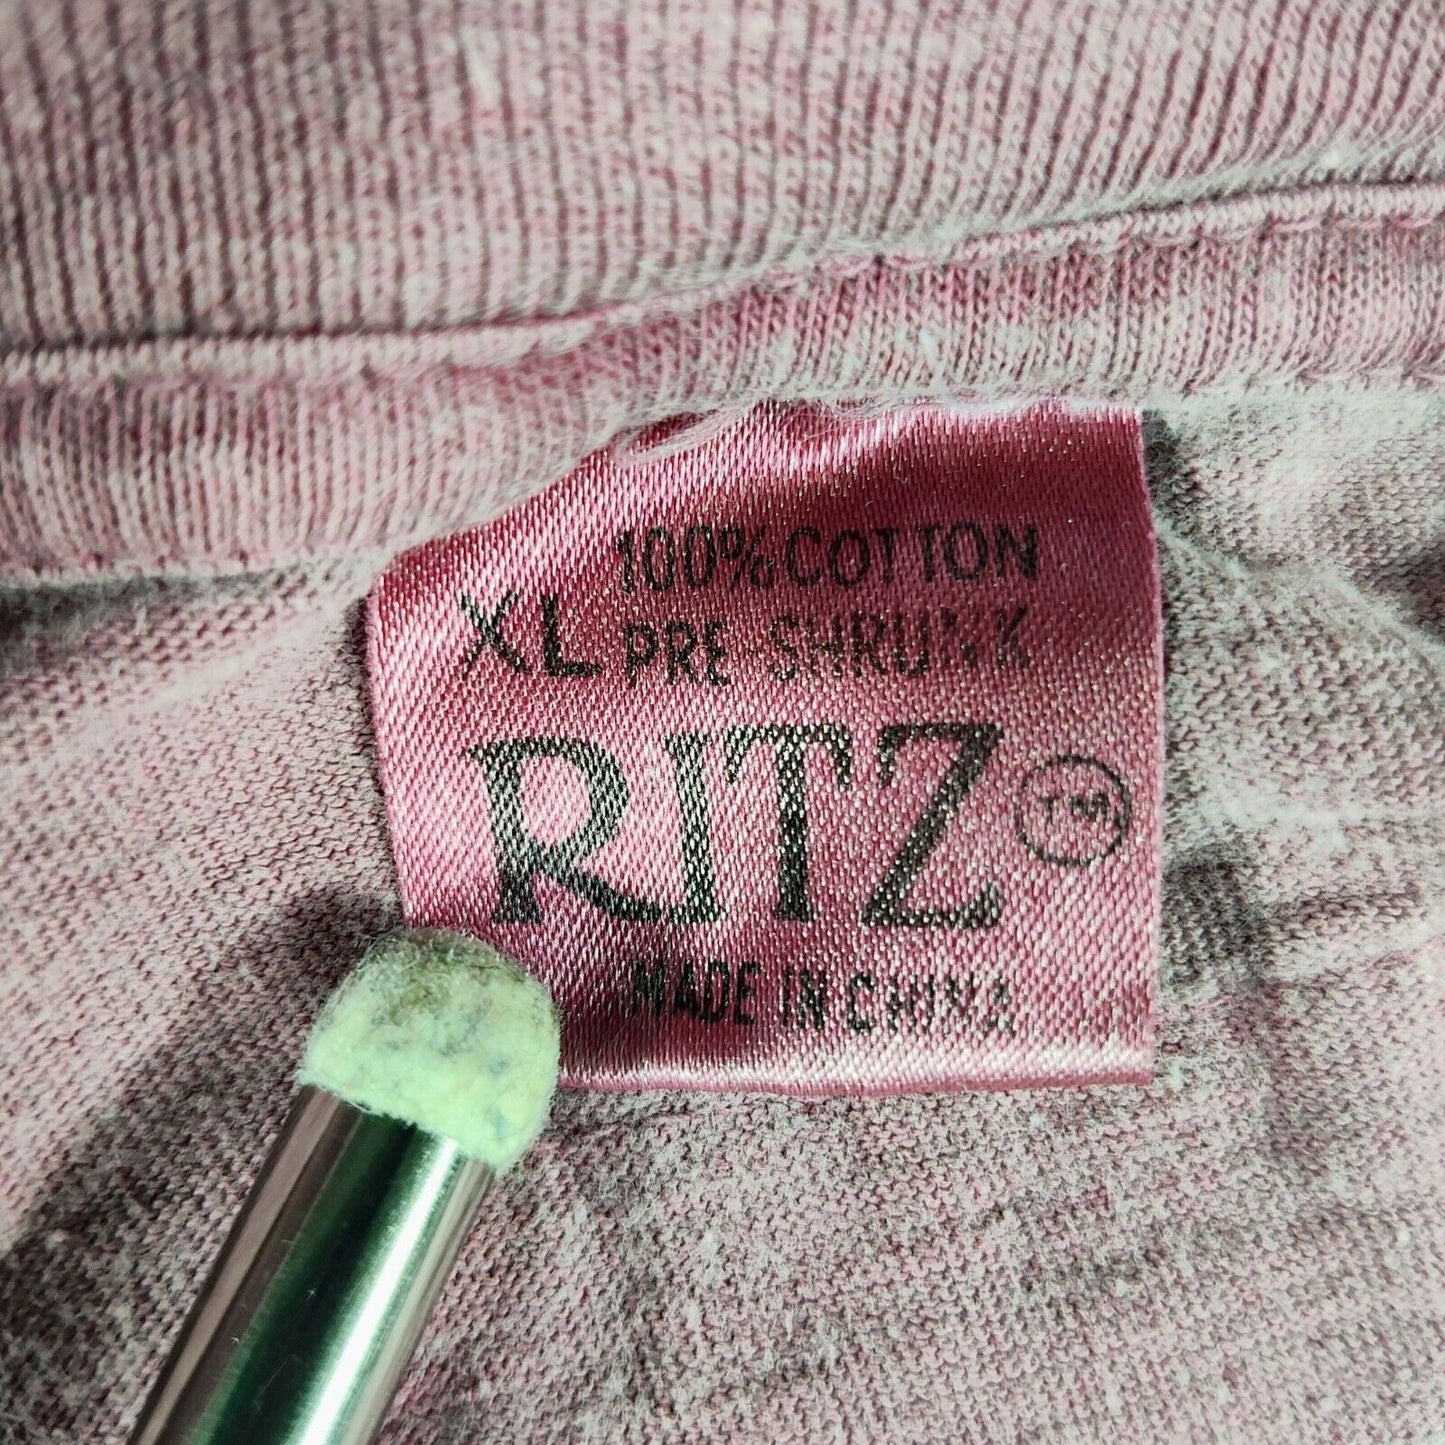 100% COTTON
XL PRE-SHRUNK
RITZ TM
MADE IN CHINA